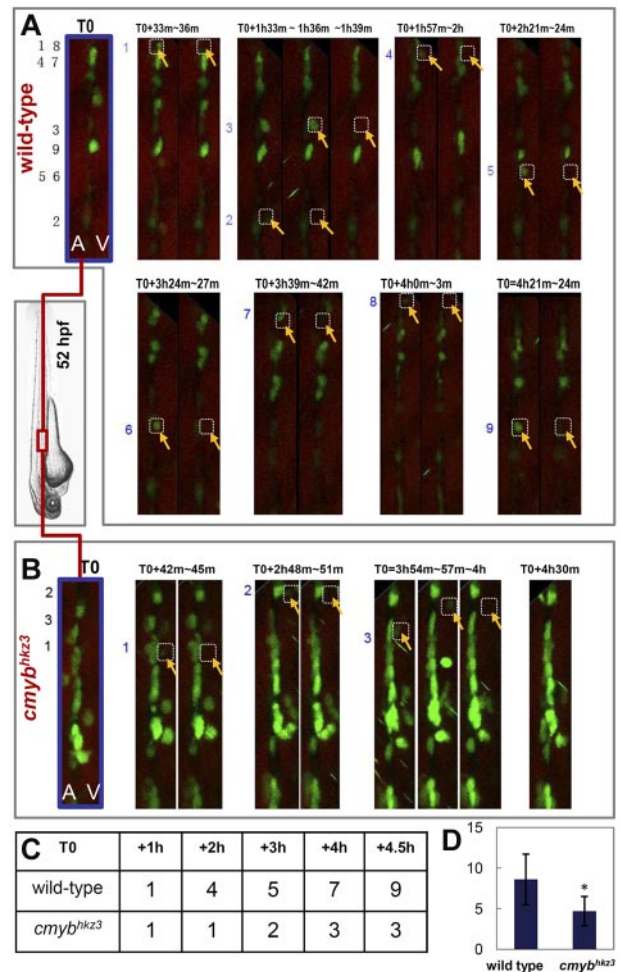 A
T0
T0+33m~36m
T0+1h33m ~ 1h36m ~1h39m
T0+1h57m~2h
T0+2h21m~24m
wild-type
1 8
4 7
3
9
5 6
2
A V
1
3
2
4
5
T0+3h24m~27m
T0+3h39m~42m
T0+4h0m~3m
T0=4h21m~24m
6
7
8
9
52 hpf
B
T0
T0+42m~45m
T0+2h48m~51m
T0=3h54m~57m~4h
T0+4h30m
cmybhkz3
2
3
1
A V
1
2
3
C
T0 +1h +2h +3h +4h +4.5h
wild-type 1 4 5 7 9
cmybhkz3 1 1 2 3 3
D
15
10
5
0
*
wild type cmybhkz3